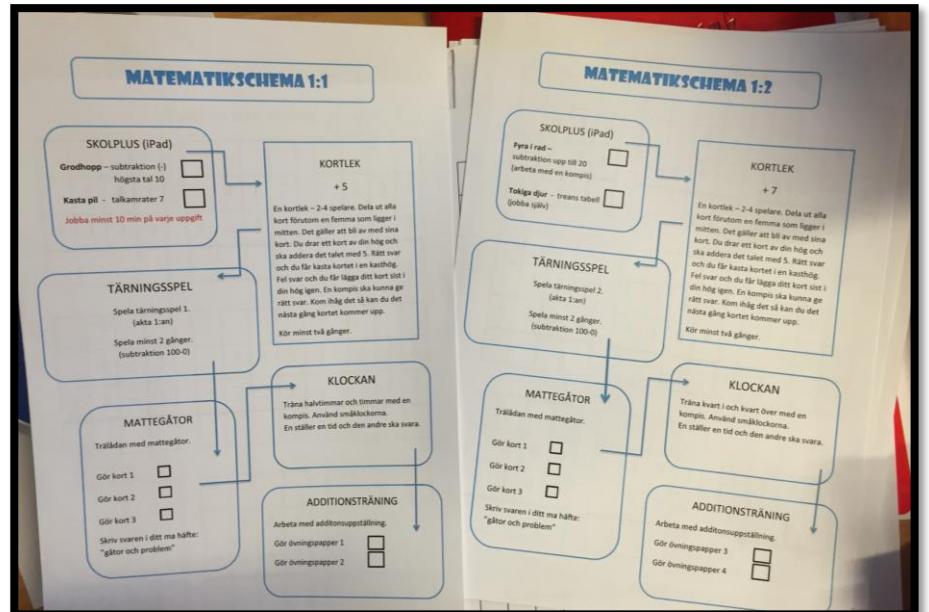 MATEMATIKSCHEMA 1:1
SKOLPLUS (iPad)
Grodhopp – subtraktion (-)
högsta tal 10
Kasta pil - talkamrater 7
Jobba minst 10 min på varje uppgift
KORTLEK
+ 5
En kortlek – 2-4 spelare. Dela ut alla
kort förutom en femma som ligger i
mitten. Det gäller att bli av med sina
kort. Du drar ett kort av din hög och
ska addera det talet med 5. Rätt svar
och du får kasta kortet i en kasthög.
Fel svar och du får lägga ditt kort sist i
din hög igen. En kompis ska kunna ge
rätt svar. Kom ihåg det så kan du det
nästa gång kortet kommer upp.
Kör minst två gånger.
TÄRNINGSSPEL
Spela tärningsspel 1.
(akta 1:an)
Spela minst 2 gånger.
(subtraktion 100-0)
KLOCKAN
Träna halvtimmar och timmar med en
kompis. Använd småklockorna.
En ställer en tid och den andre ska svara.
MATTEGÅTOR
Trälådan med mattegåtor.
Gör kort 1
Gör kort 2
Gör kort 3
Skriv svaren i ditt ma häfte:
"gåtor och problem"
ADDITIONSTRÄNING
Arbeta med additonsuppställning.
Gör övningspapper 1
Gör övningspapper 2
MATEMATIKSCHEMA 1:2
SKOLPLUS (iPad)
Fyra i rad –
subtraktion upp till 20
(arbeta med en kompis)
Tokiga djur - treans tabell
(jobba själv)
KORTLEK
+ 7
En kortlek – 2-4 spelare. Dela ut alla
kort förutom en femma som ligger i
mitten. Det gäller att bli av med sina
kort. Du drar ett kort av din hög och
ska addera det talet med 5. Rätt svar
och du får kasta kortet i en kasthög.
Fel svar och du får lägga ditt kort sist i
din hög igen. En kompis ska kunna ge
rätt svar. Kom ihåg det så kan du det
nästa gång kortet kommer upp.
Kör minst två gånger.
TÄRNINGSSPEL
Spela tärningsspel 2.
Spela minst 2 gånger.
(subtraktion 100-0)
KLOCKAN
Träna kvart i och kvart över med en
kompis. Använd småklockorna.
En ställer en tid och den andre ska svara.
MATTEGÅTOR
Trälådan med mattegåtor.
Gör kort 1
Gör kort 2
Gör kort 3
Skriv svaren i ditt ma häfte:
"gåtor och problem"
ADDITIONSTRÄNING
Arbeta med additonsuppställning.
Gör övningspapper 3
Gör övningspapper 4